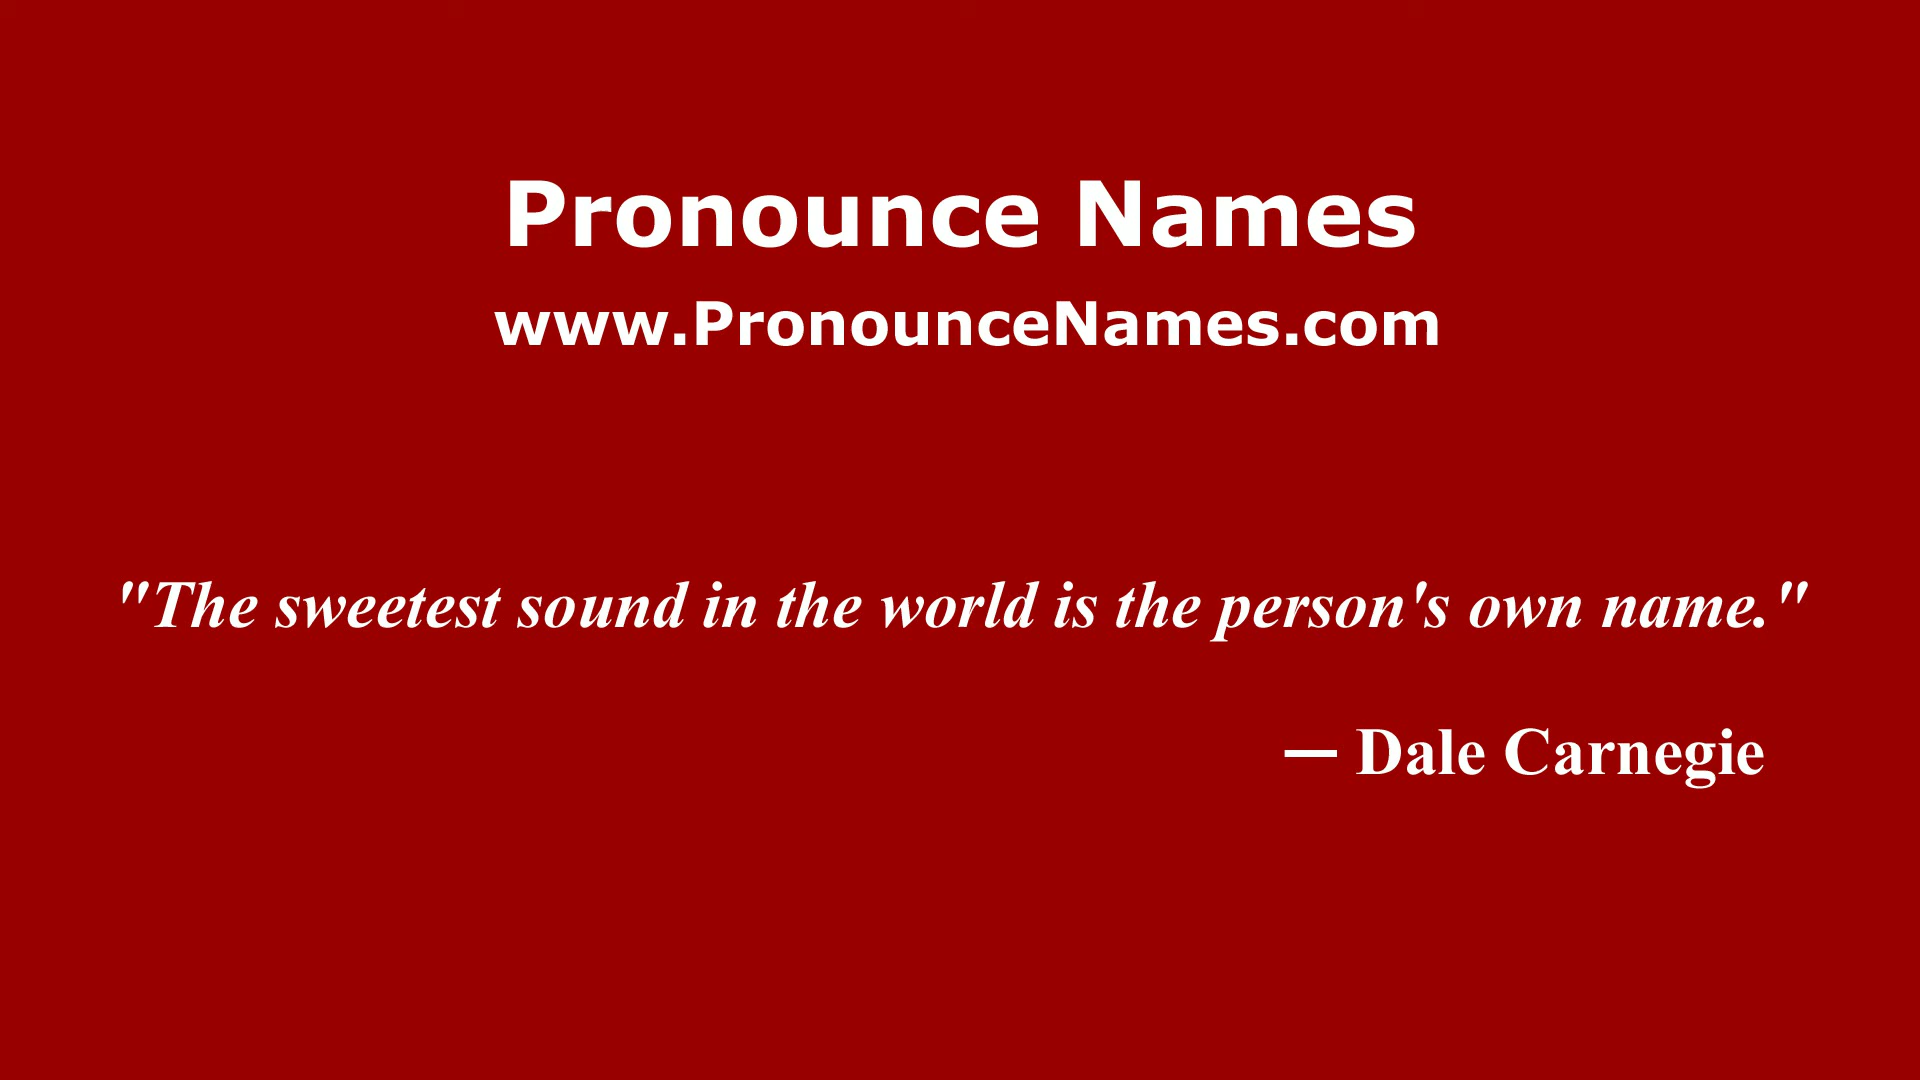 Pronounce Names
www.PronounceNames.com
"The sweetest sound in the world is the person's own name."
— Dale Carnegie